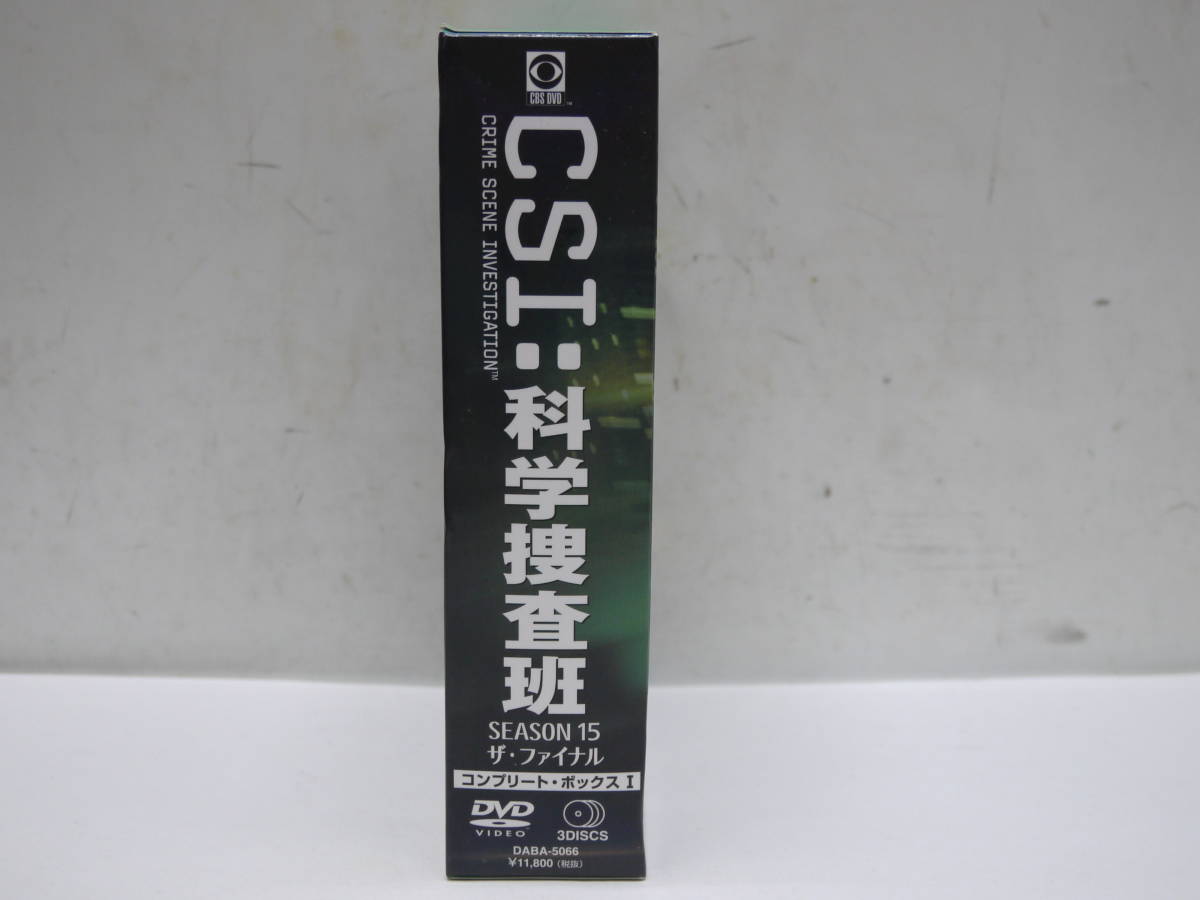 CBS DVD™
CSI:科学捜査班
CRIME SCENE INVESTIGATION™
SEASON 15
ザ・ファイナル
コンプリート・ボックス I
DVD
VIDEO
3DISCS
DABA-5066
¥11,800（税抜）